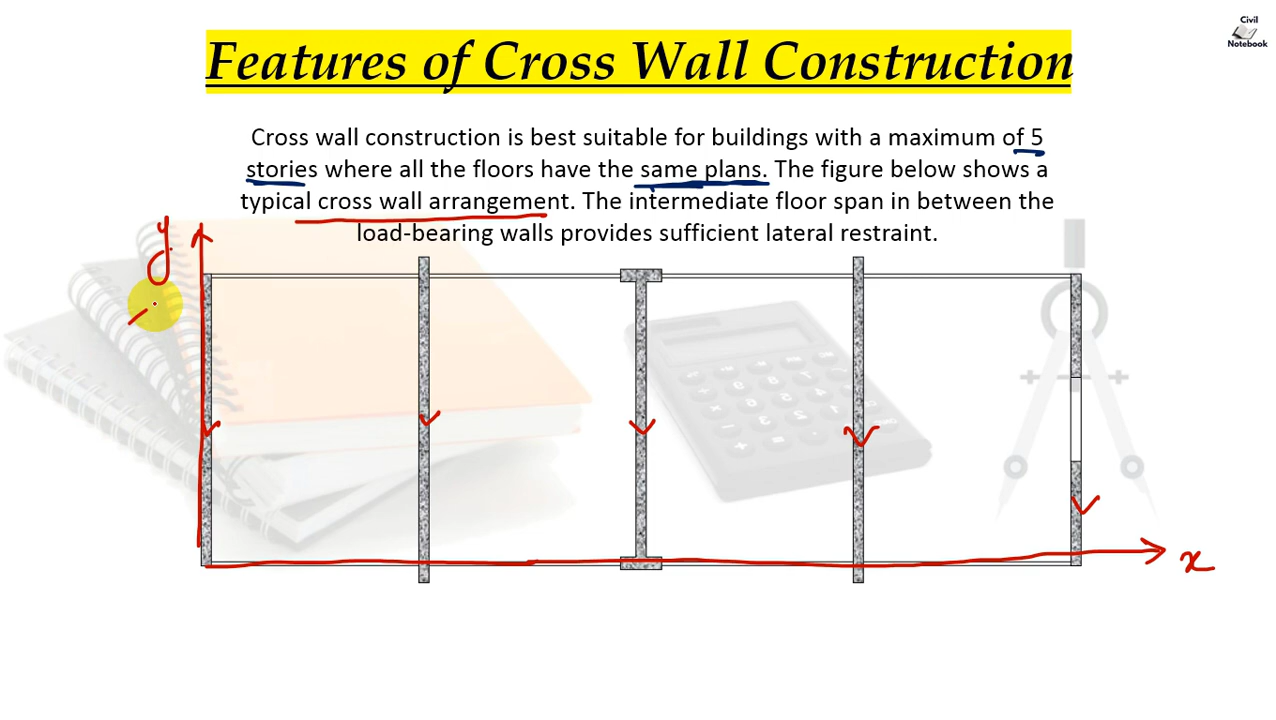 Civil
Notebook
Features of Cross Wall Construction
Cross wall construction is best suitable for buildings with a maximum of 5
stories where all the floors have the same plans. The figure below shows a
typical cross wall arrangement. The intermediate floor span in between the
load-bearing walls provides sufficient lateral restraint.
y
x